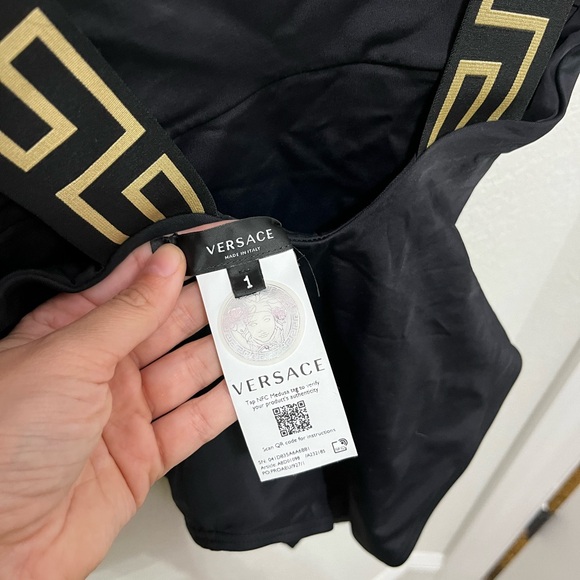 VERSACE
MADE IN ITALY
1
VERSACE
Tap NFC Medusa tag to verify
your product's authenticity
Scan QR code for instructions